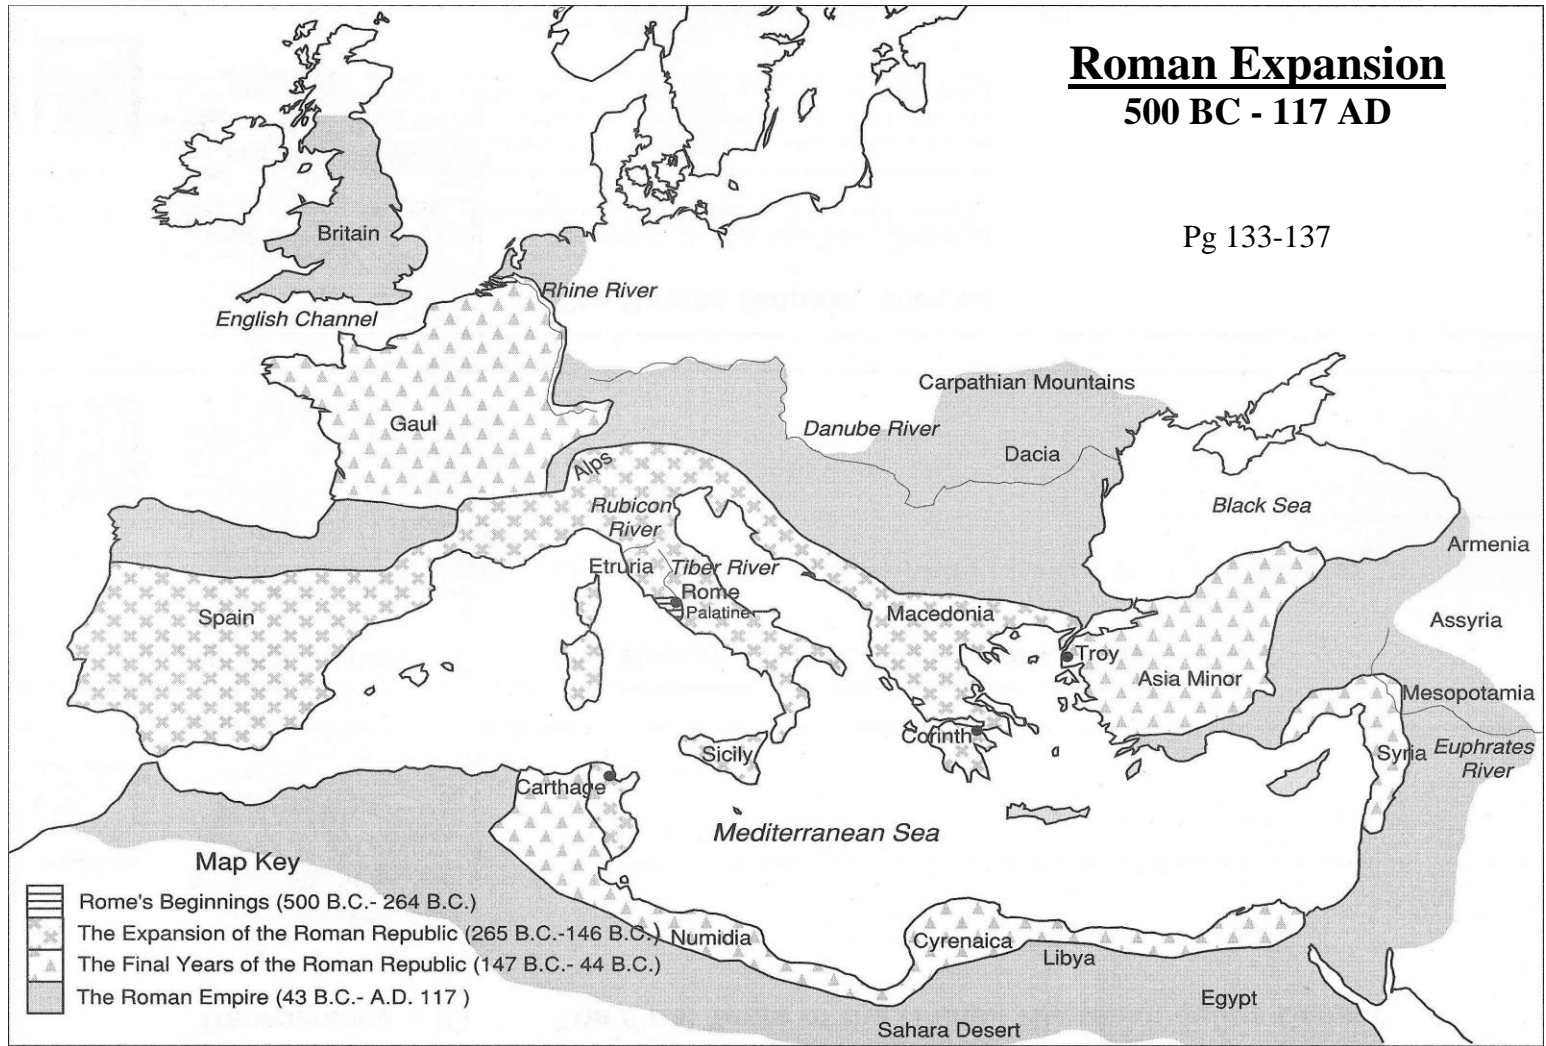 Roman Expansion
500 BC - 117 AD
Pg 133-137
Britain
Rhine River
English Channel
Carpathian Mountains
Gaul
Danube River
Dacia
Alps
Rubicon
River
Black Sea
Armenia
Etruria
Tiber River
Rome
Palatine
Spain
Macedonia
Assyria
Troy
Asia Minor
Mesopotamia
Corinth
Sicily
Syria
Euphrates
River
Carthage
Mediterranean Sea
Numidia
Cyrenaica
Libya
Egypt
Sahara Desert
Map Key
Rome's Beginnings (500 B.C.- 264 B.C.)
The Expansion of the Roman Republic (265 B.C.-146 B.C.)
The Final Years of the Roman Republic (147 B.C.- 44 B.C.)
The Roman Empire (43 B.C.- A.D. 117 )